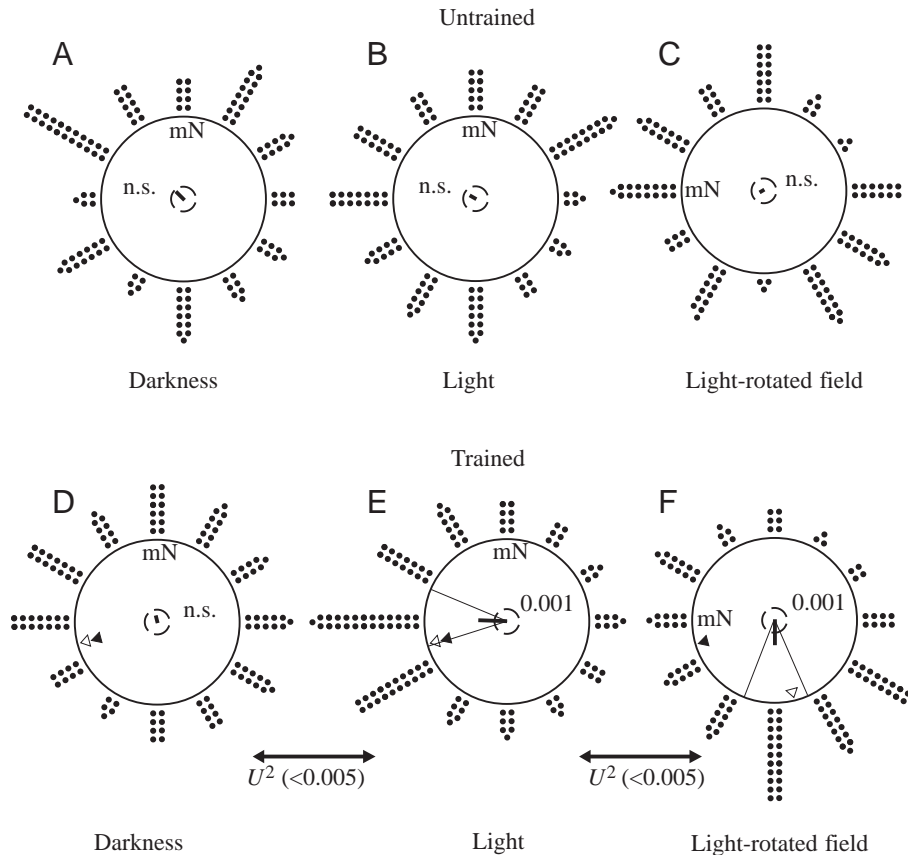 Untrained
A
B
C
mN
mN
mN
n.s.
n.s.
n.s.
Darkness
Light
Light-rotated field
Trained
D
E
F
mN
mN
mN
n.s.
0.001
0.001
U² (<0.005)
U² (<0.005)
Darkness
Light
Light-rotated field